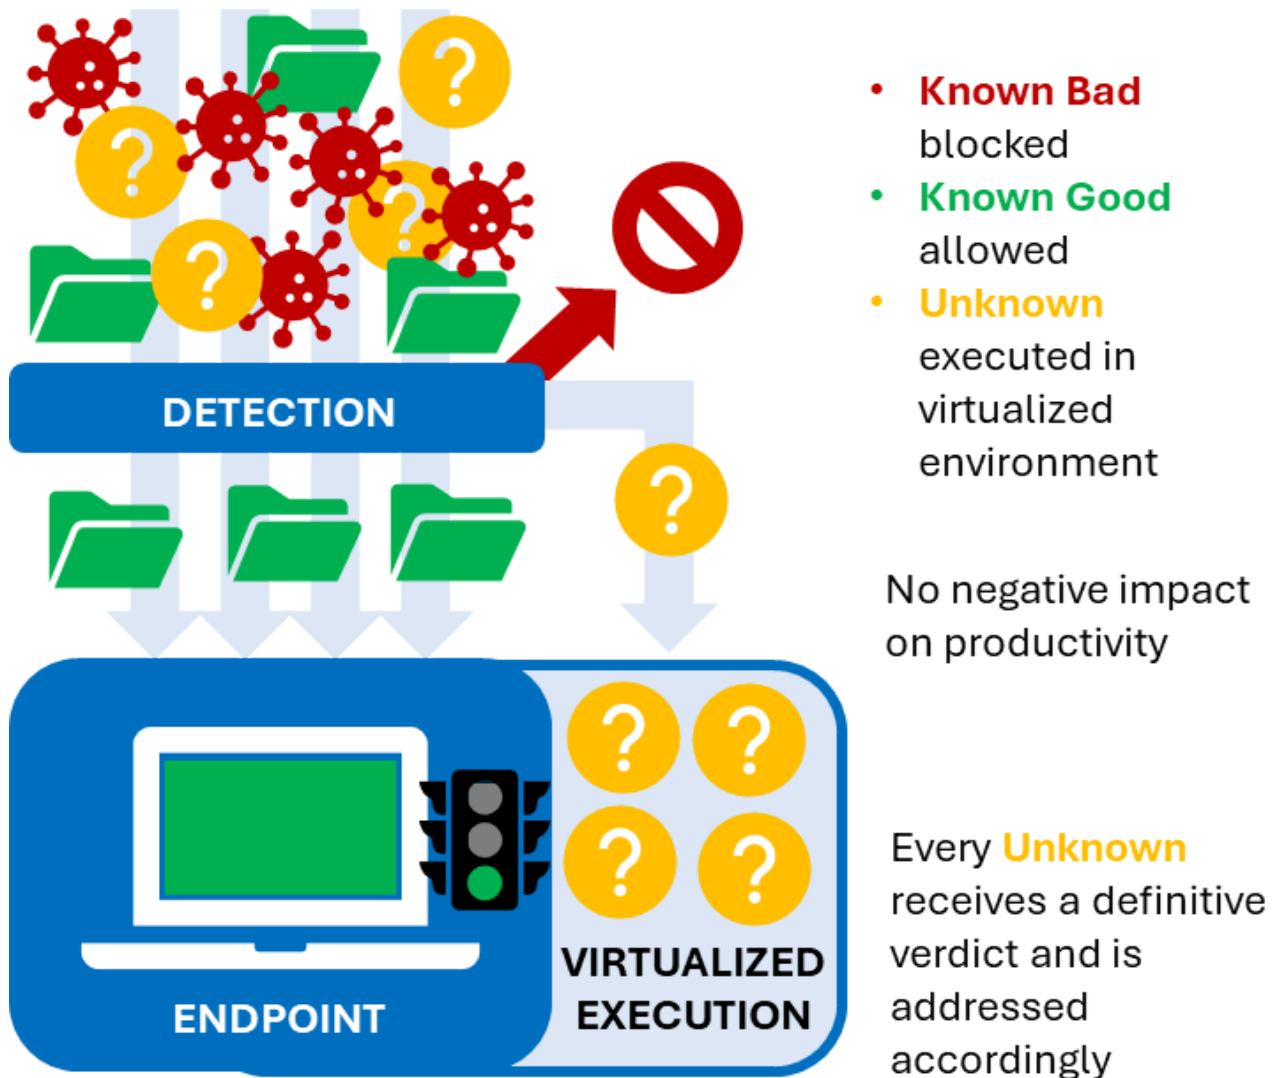 • Known Bad
blocked
• Known Good
allowed
• Unknown
executed in
virtualized
environment
DETECTION
No negative impact
on productivity
Every Unknown
receives a definitive
verdict and is
addressed
accordingly
VIRTUALIZED
EXECUTION
ENDPOINT